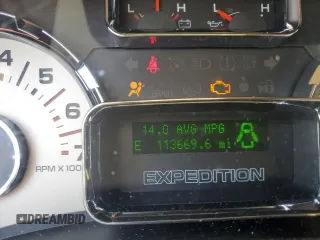 H H
4 5 6 7
RPM X 100
14.0 AVG MPG
E 113669.6 mi
EXPEDITION
DREAMBID